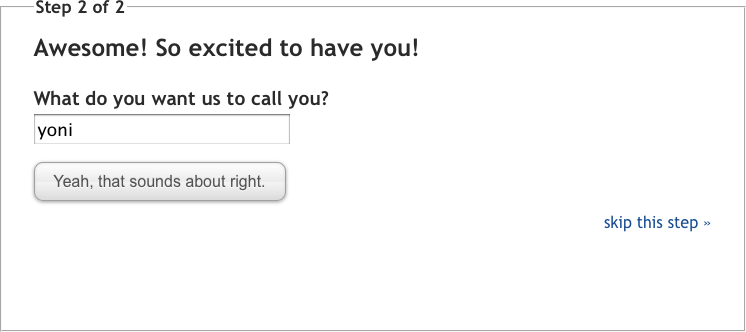 Step 2 of 2
Awesome! So excited to have you!
What do you want us to call you?
yoni
Yeah, that sounds about right.
skip this step »